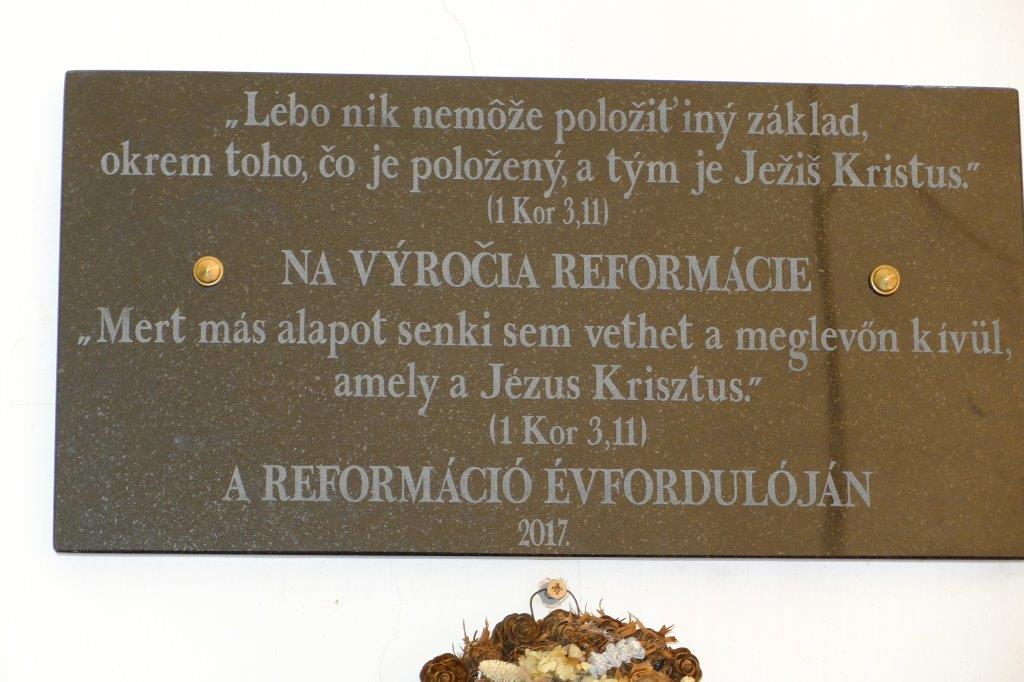 „Lebo nik nemôže položiť iný základ,
okrem toho, čo je položený, a tým je Ježiš Kristus.”
(1 Kor 3,11)
NA VÝROČIA REFORMÁCIE
„Mert más alapot senki sem vethet a meglevőn kívül,
amely a Jézus Krisztus.”
(1 Kor 3,11)
A REFORMÁCIÓ ÉVFORDULÓJÁN
2017.